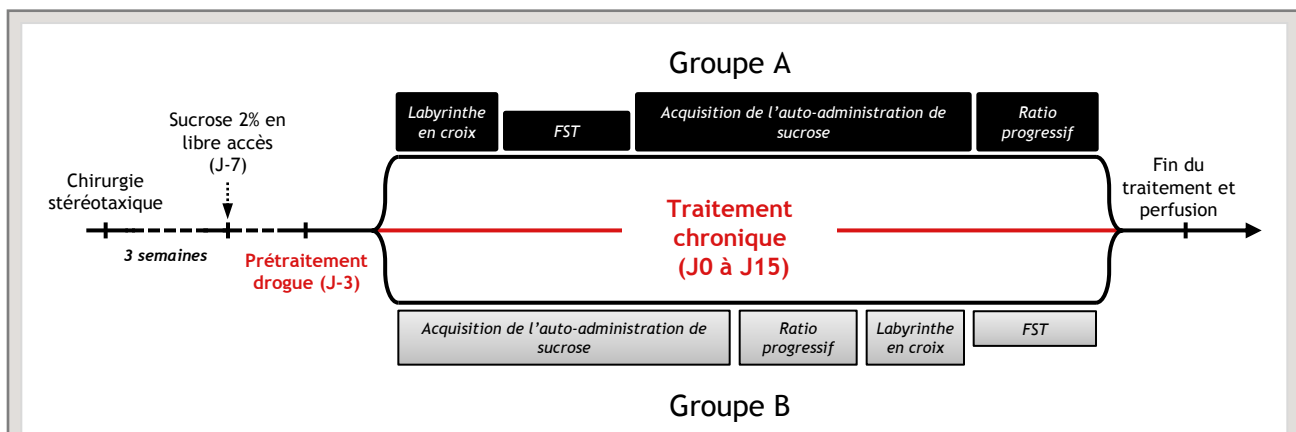 Groupe A
Labyrinthe
en croix
FST
Acquisition de l'auto-administration de
sucrose
Ratio
progressif
Sucrose 2% en
libre accès
(J-7)
Chirurgie
stéréotaxique
3 semaines
Prétraitement
drogue (J-3)
Traitement
chronique
(J0 à J15)
Fin du
traitement et
perfusion
Acquisition de l'auto-administration de
sucrose
Ratio
progressif
Labyrinthe
en croix
FST
Groupe B